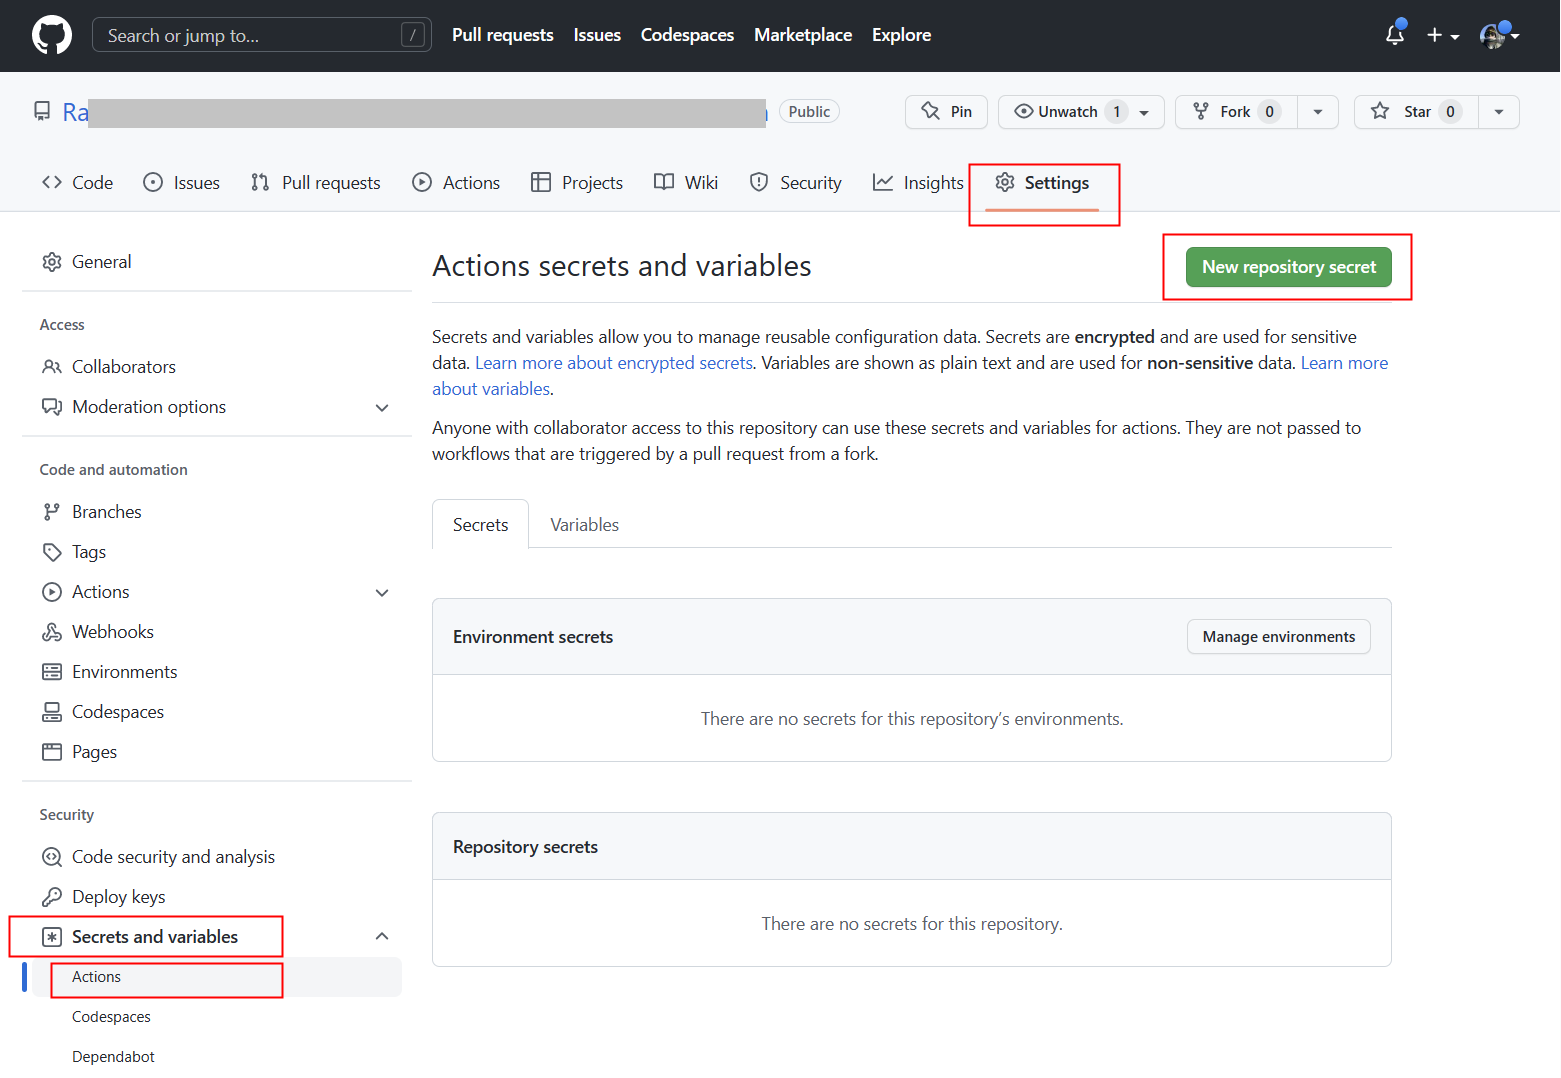 Search or jump to... /
Pull requests Issues Codespaces Marketplace Explore
Ra
Public
Pin
Unwatch 1
Fork 0
Star 0
Code Issues Pull requests Actions Projects Wiki Security Insights Settings
General
Access
Collaborators
Moderation options
Code and automation
Branches
Tags
Actions
Webhooks
Environments
Codespaces
Pages
Security
Code security and analysis
Deploy keys
Secrets and variables
Actions
Codespaces
Dependabot
Actions secrets and variables
New repository secret
Secrets and variables allow you to manage reusable configuration data. Secrets are encrypted and are used for sensitive
data. Learn more about encrypted secrets. Variables are shown as plain text and are used for non-sensitive data. Learn more
about variables.
Anyone with collaborator access to this repository can use these secrets and variables for actions. They are not passed to
workflows that are triggered by a pull request from a fork.
Secrets Variables
Environment secrets
Manage environments
There are no secrets for this repository’s environments.
Repository secrets
There are no secrets for this repository.